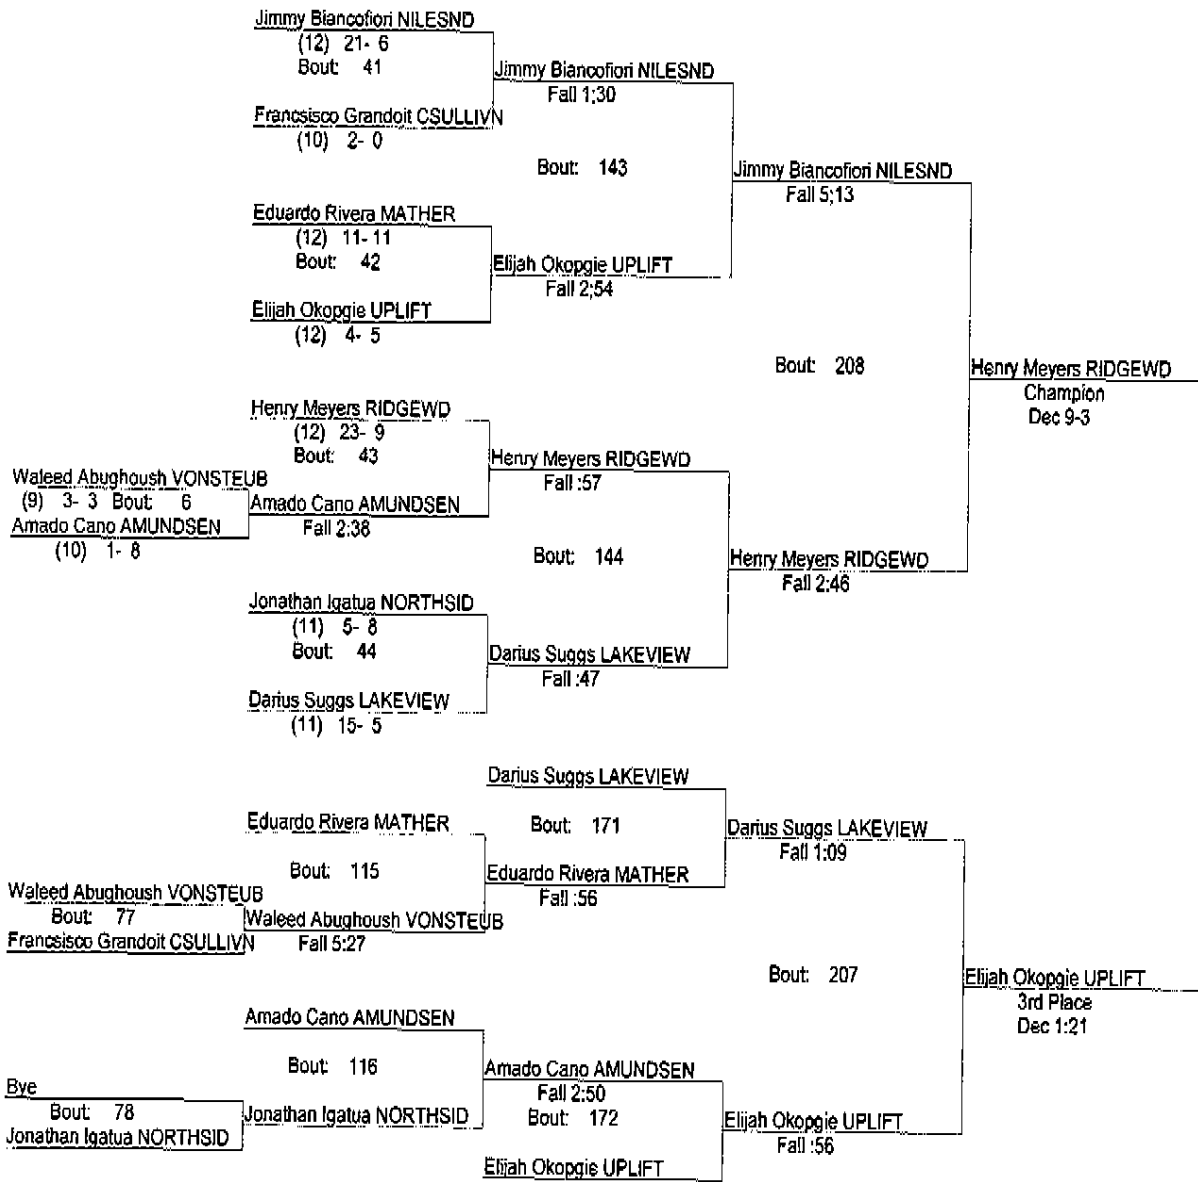 Jimmy Biancofiori NILESND
(12) 21- 6
Bout: 41
Jimmy Biancofiori NILESND
Fall 1;30
Francsisco Grandoit CSULLIVN
(10) 2- 0
Bout: 143
Jimmy Biancofiori NILESND
Fall 5;13
Eduardo Rivera MATHER
(12) 11- 11
Bout: 42
Elijah Okopgie UPLIFT
Fall 2;54
Elijah Okopgie UPLIFT
(12) 4- 5
Bout: 208
Henry Meyers RIDGEWD
Champion
Dec 9-3
Henry Meyers RIDGEWD
(12) 23- 9
Bout: 43
Henry Meyers RIDGEWD
Fall :57
Waleed Abughoush VONSTEUB
(9) 3- 3 Bout: 6
Amado Cano AMUNDSEN
(10) 1- 8
Amado Cano AMUNDSEN
Fall 2:38
Bout: 144
Henry Meyers RIDGEWD
Fall 2:46
Jonathan Igatua NORTHSID
(11) 5- 8
Bout: 44
Darius Suggs LAKEVIEW
Fall :47
Darius Suggs LAKEVIEW
(11) 15- 5
Darius Suggs LAKEVIEW
Bout: 171
Darius Suggs LAKEVIEW
Fall 1:09
Eduardo Rivera MATHER
Bout: 115
Eduardo Rivera MATHER
Fall :56
Waleed Abughoush VONSTEUB
Bout: 77
Francsisco Grandoit CSULLIVN
Waleed Abughoush VONSTEUB
Fall 5:27
Bout: 207
Elijah Okopgie UPLIFT
3rd Place
Dec 1:21
Amado Cano AMUNDSEN
Bout: 116
Amado Cano AMUNDSEN
Fall 2:50
Bout: 172
Bye
Bout: 78
Jonathan Igatua NORTHSID
Jonathan Igatua NORTHSID
Elijah Okopgie UPLIFT
Fall :56
Elijah Okopgie UPLIFT